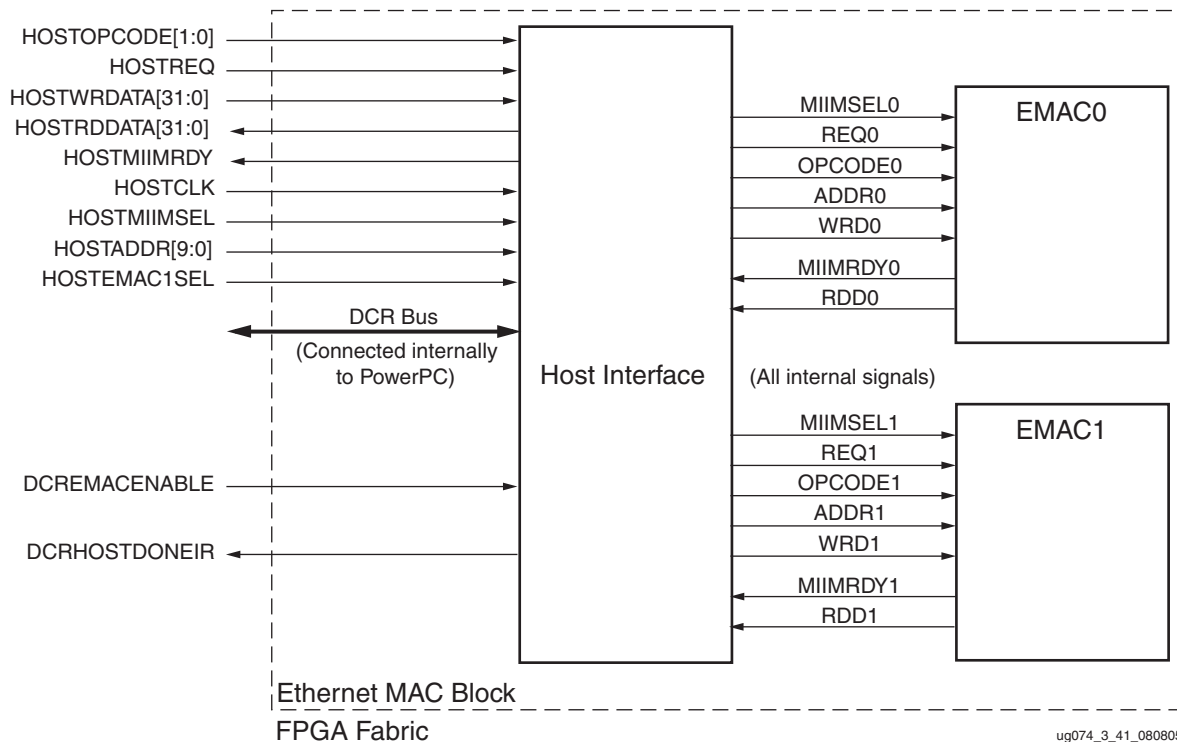 HOSTOPCODE[1:0]
HOSTREQ
HOSTWRDATA[31:0]
HOSTRDDATA[31:0]
HOSTMIIMRDY
HOSTCLK
HOSTMIIMSEL
HOSTADDR[9:0]
HOSTEMAC1SEL
DCR Bus
(Connected internally
to PowerPC)
DCREMACENABLE
DCRHOSTDONEIR
Host Interface
MIIMSEL0
REQ0
OPCODE0
ADDR0
WRD0
MIIMRDY0
RDD0
EMAC0
(All internal signals)
MIIMSEL1
REQ1
OPCODE1
ADDR1
WRD1
MIIMRDY1
RDD1
EMAC1
Ethernet MAC Block
FPGA Fabric
ug074_3_41_080805